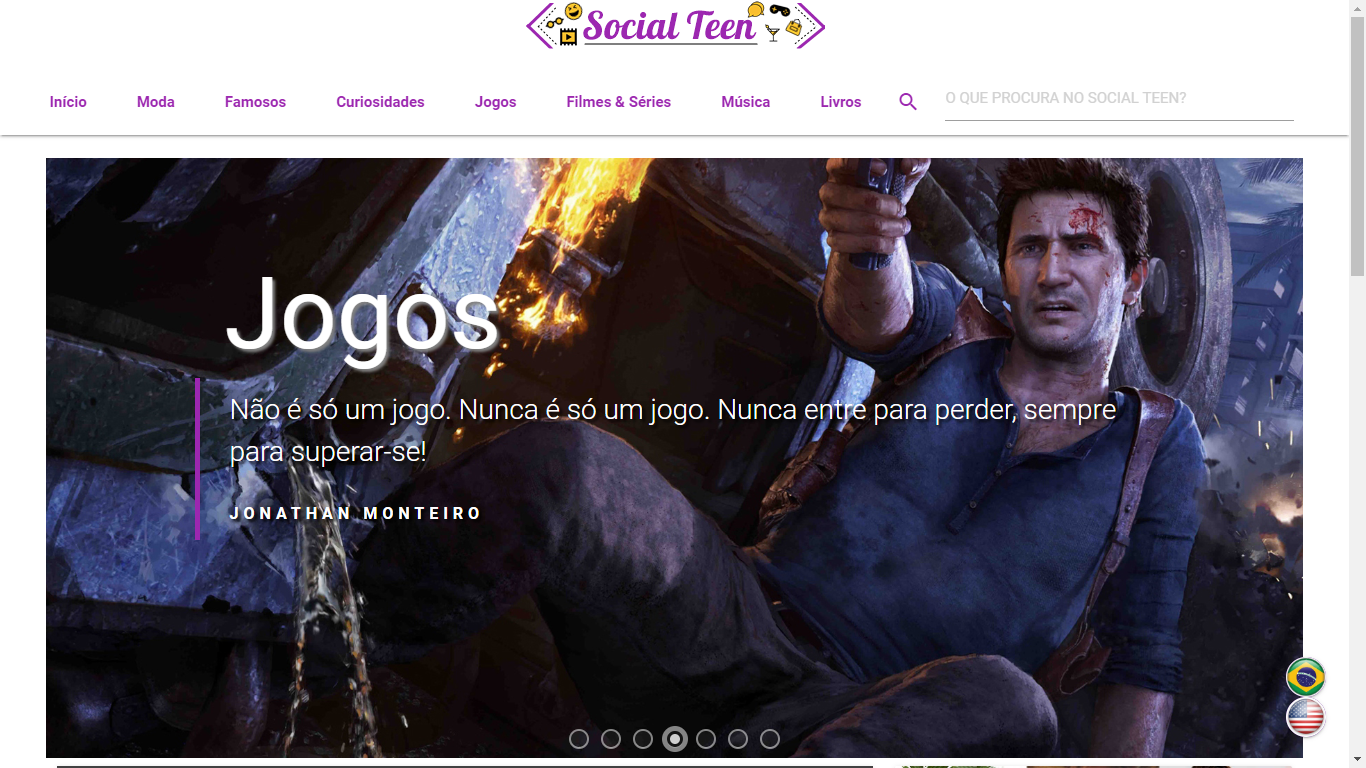 Social Teen
Início Moda Famosos Curiosidades Jogos Filmes & Séries Música Livros O QUE PROCURA NO SOCIAL TEEN?
Jogos
Não é só um jogo. Nunca é só um jogo. Nunca entre para perder, sempre
para superar-se!
JONATHAN MONTEIRO